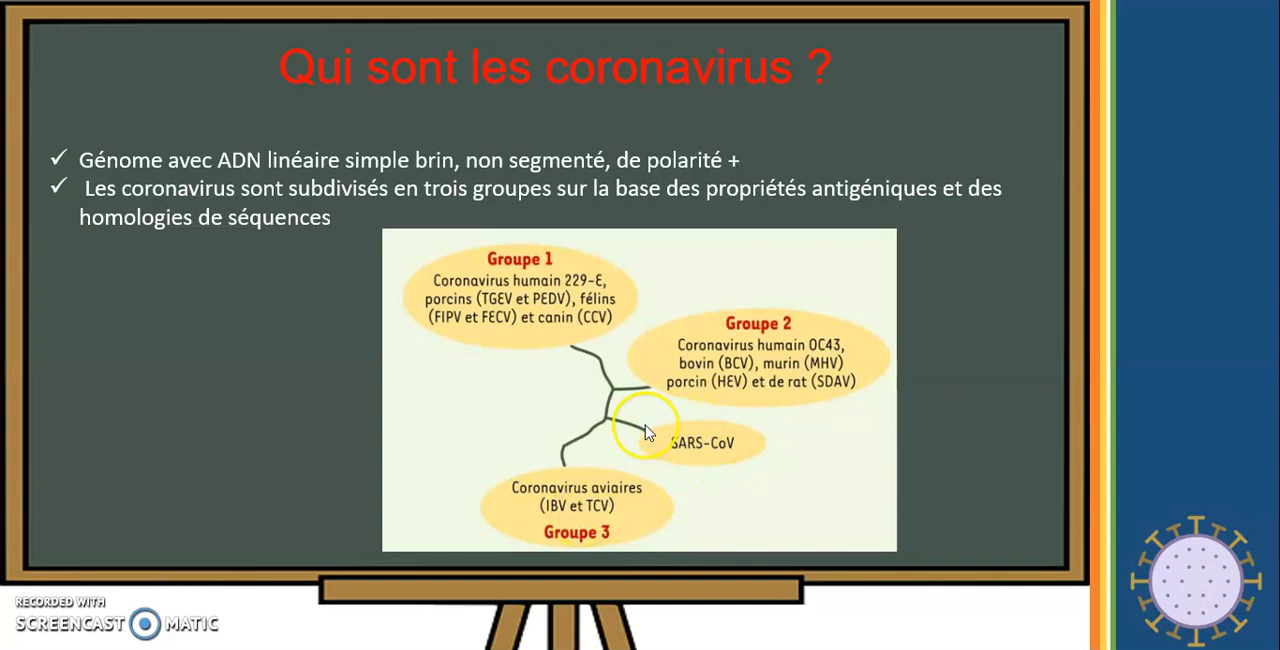 Qui sont les coronavirus ?
✓ Génome avec ADN linéaire simple brin, non segmenté, de polarité +
✓ Les coronavirus sont subdivisés en trois groupes sur la base des propriétés antigéniques et des
homologies de séquences
Groupe 1
Coronavirus humain 229-E,
porcins (TGEV et PEDV), félins
(FIPV et FECV) et canin (CCV)
Groupe 2
Coronavirus humain OC43,
bovin (BCV), murin (MHV)
porcin (HEV) et de rat (SDAV)
SARS-CoV
Coronavirus aviaires
(IBV et TCV)
Groupe 3
RECORDED WITH
SCREENCAST MATIC